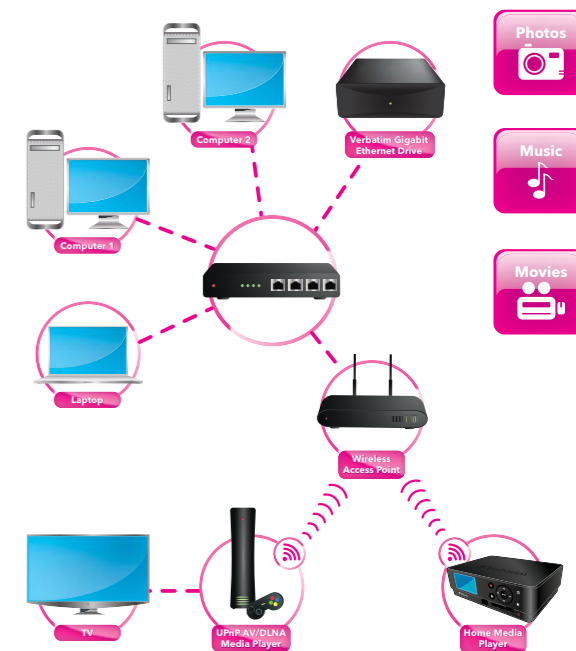 Photos
Computer 2
Verbatim Gigabit
Ethernet Drive
Music
Computer 1
Movies
Laptop
Wireless
Access Point
TV
UPnP AV/DLNA
Media Player
Home Media
Player